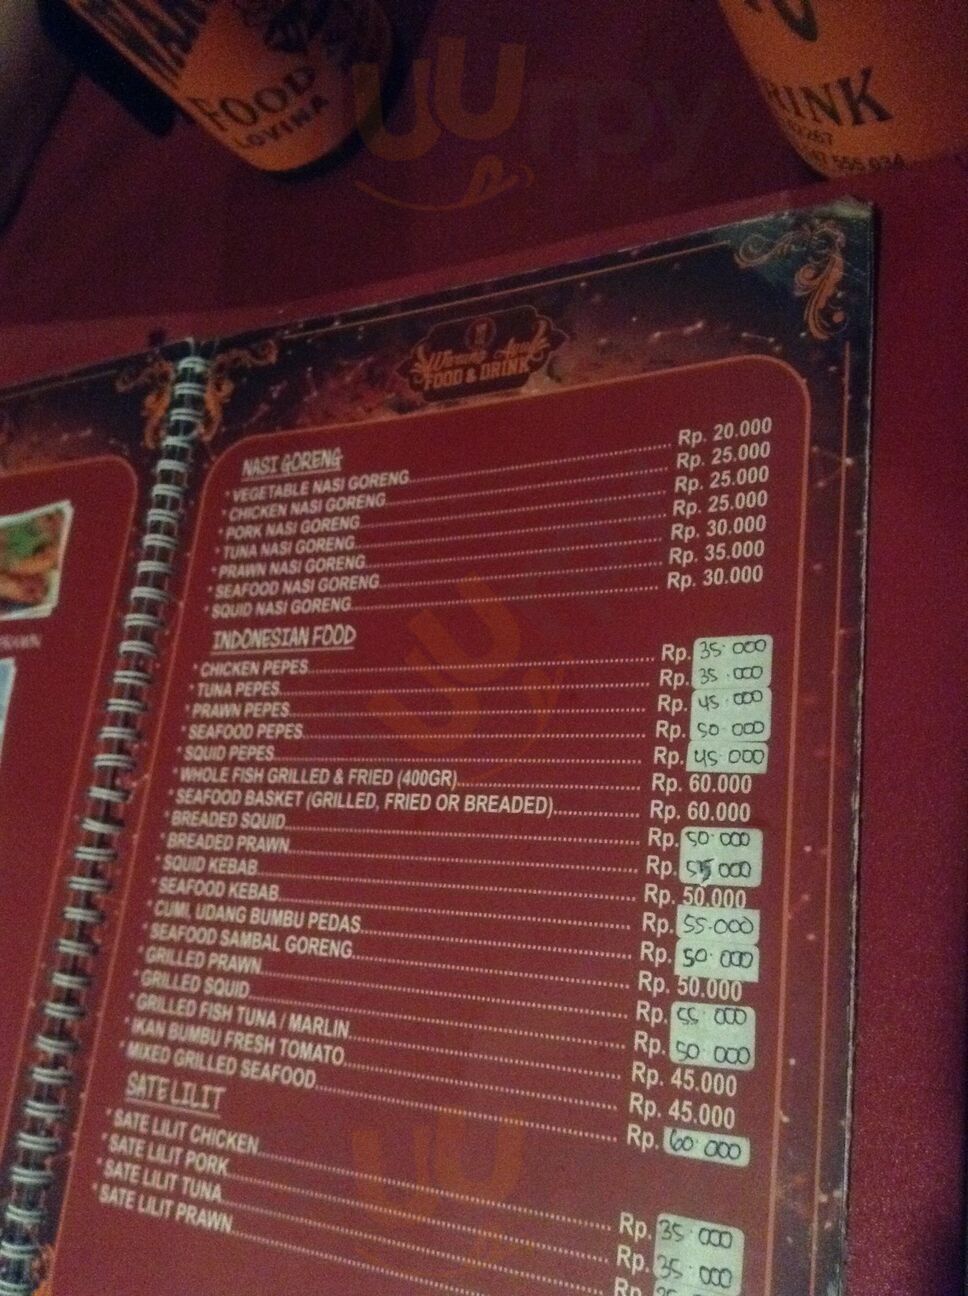 FOOD
LOVINA
RINK
555.034
FOOD & DRINK
NASI GORENG
* VEGETABLE NASI GORENG Rp. 20.000
* CHICKEN NASI GORENG Rp. 25.000
* PORK NASI GORENG Rp. 25.000
* TUNA NASI GORENG Rp. 25.000
* PRAWN NASI GORENG Rp. 30.000
* SEAFOOD NASI GORENG Rp. 35.000
* SQUID NASI GORENG Rp. 30.000
INDONESIAN FOOD
* CHICKEN PEPES Rp. 35.000
* TUNA PEPES Rp. 35.000
* PRAWN PEPES Rp. 45.000
* SEAFOOD PEPES Rp. 50.000
* SQUID PEPES Rp. 45.000
* WHOLE FISH GRILLED & FRIED (400GR) Rp. 60.000
* SEAFOOD BASKET (GRILLED, FRIED OR BREADED) Rp. 60.000
* BREADED SQUID Rp. 50.000
* BREADED PRAWN Rp. 55.000
* SQUID KEBAB Rp. 50.000
* SEAFOOD KEBAB Rp. 55.000
* CUMI, UDANG BUMBU PEDAS Rp. 50.000
* SEAFOOD SAMBAL GORENG Rp. 50.000
* GRILLED PRAWN Rp. 55.000
* GRILLED SQUID Rp. 50.000
* GRILLED FISH TUNA / MARLIN Rp. 45.000
* IKAN BUMBU FRESH TOMATO Rp. 45.000
* MIXED GRILLED SEAFOOD Rp. 60.000
SATE LILIT
* SATE LILIT CHICKEN Rp. 35.000
* SATE LILIT PORK Rp. 35.000
* SATE LILIT TUNA Rp.
* SATE LILIT PRAWN